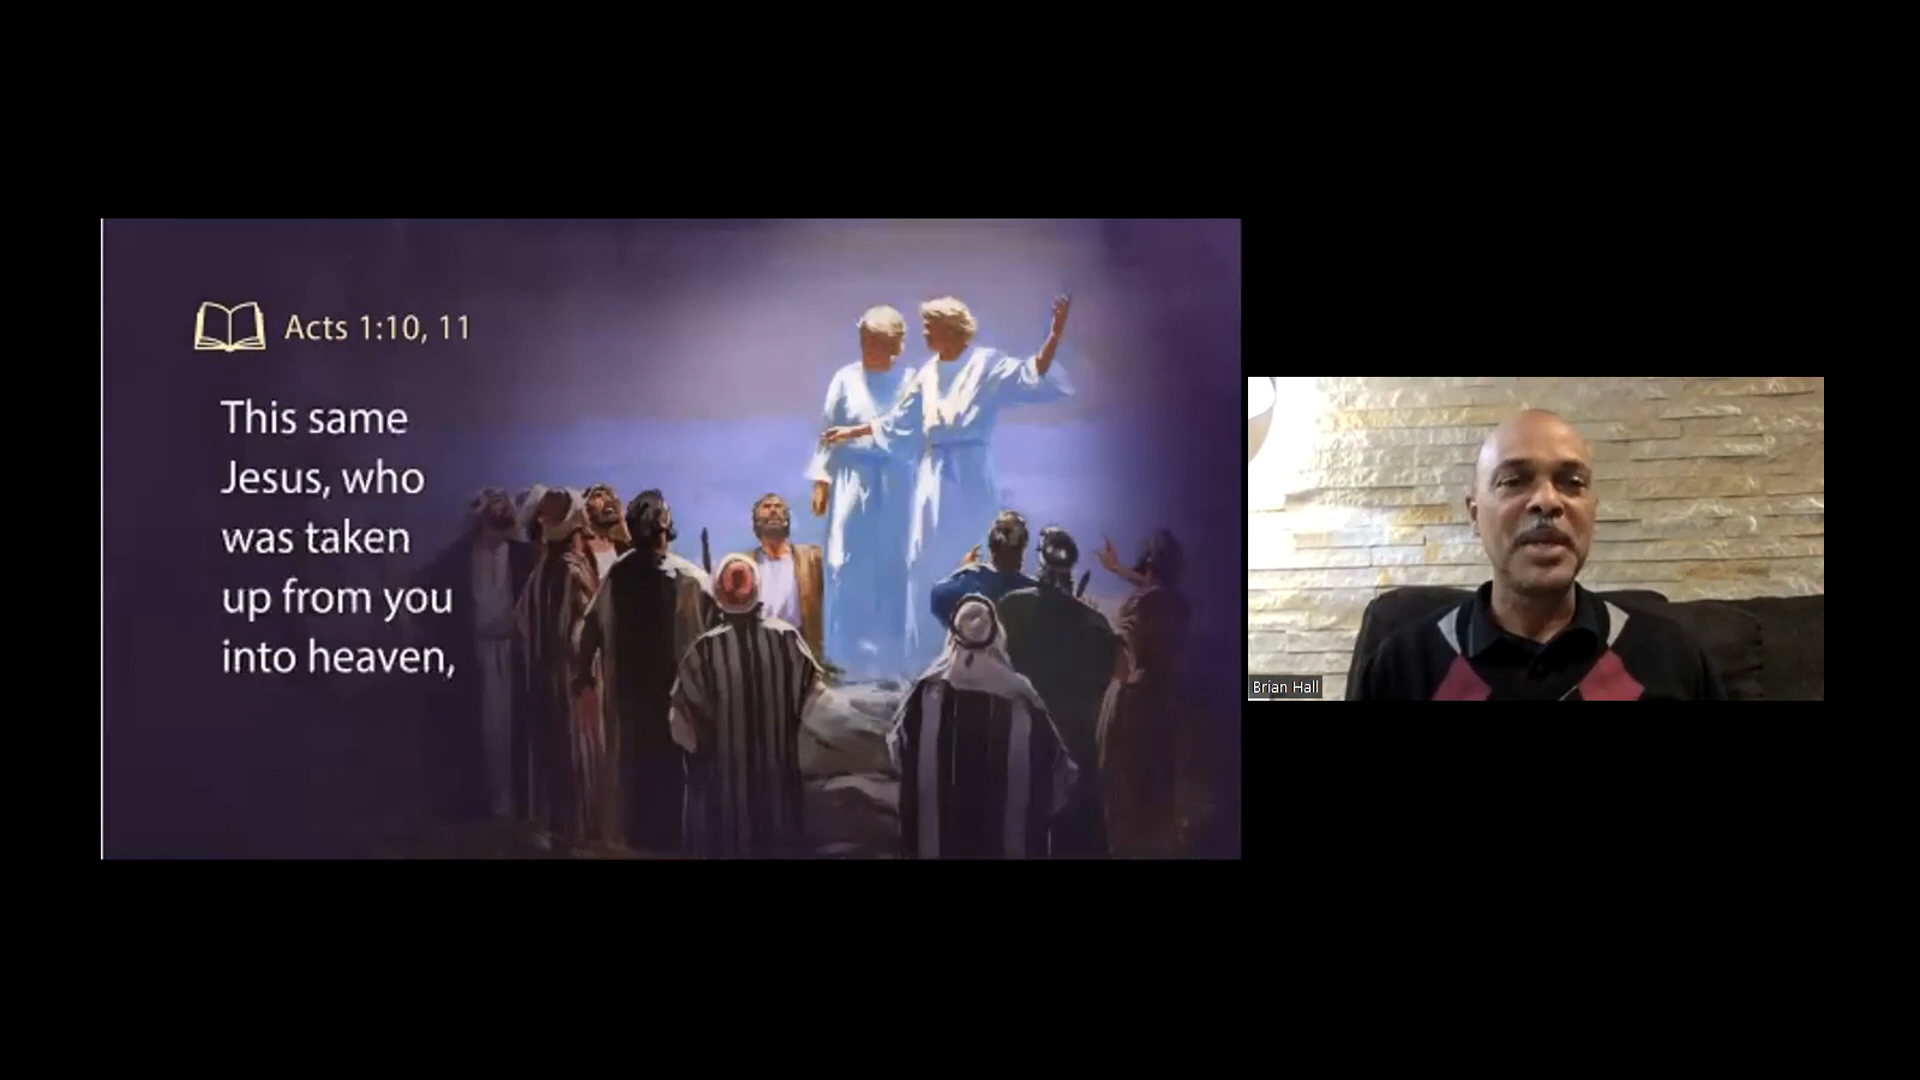 Acts 1:10, 11
This same
Jesus, who
was taken
up from you
into heaven,
Brian Hall